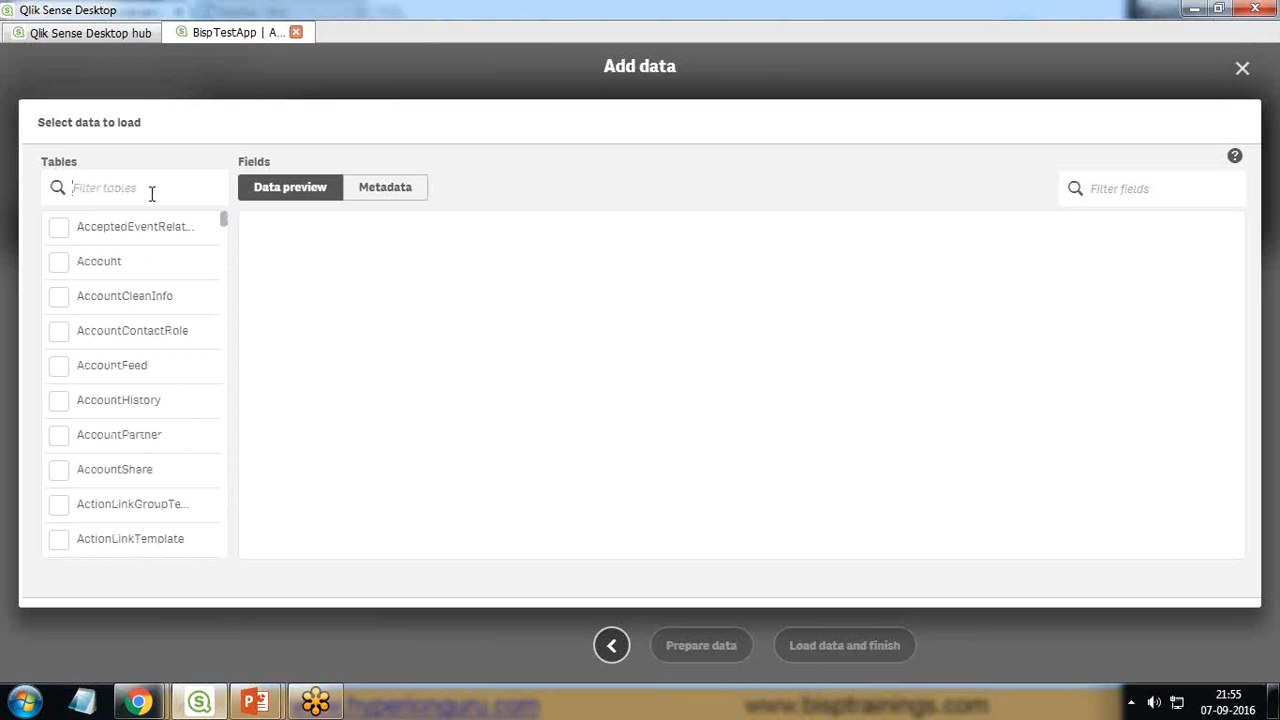 Qlik Sense Desktop
Qlik Sense Desktop hub
BispTestApp | A...
Add data
Select data to load
Tables
Fields
Filter tables
Data preview
Metadata
Filter fields
AcceptedEventRelat...
Account
AccountCleanInfo
AccountContactRole
AccountFeed
AccountHistory
AccountPartner
AccountShare
ActionLinkGroupTe...
ActionLinkTemplate
Prepare data
Load data and finish
hyperionguru.com
www.bisptrainings.com
21:55
07-09-2016